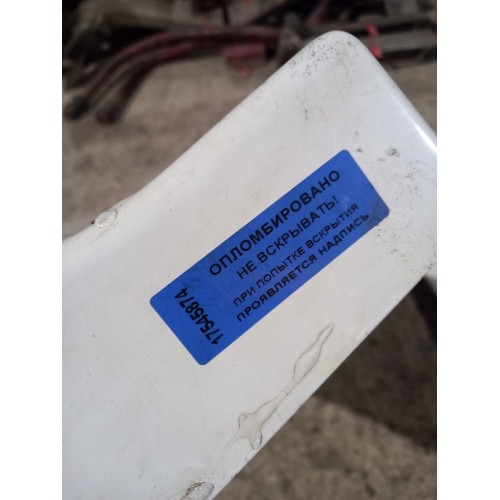 ОПЛОМБИРОВАНО
НЕ ВСКРЫВАТЬ!
ПРИ ПОПЫТКЕ ВСКРЫТИЯ
ПРОЯВЛЯЕТСЯ НАДПИСЬ
17545874